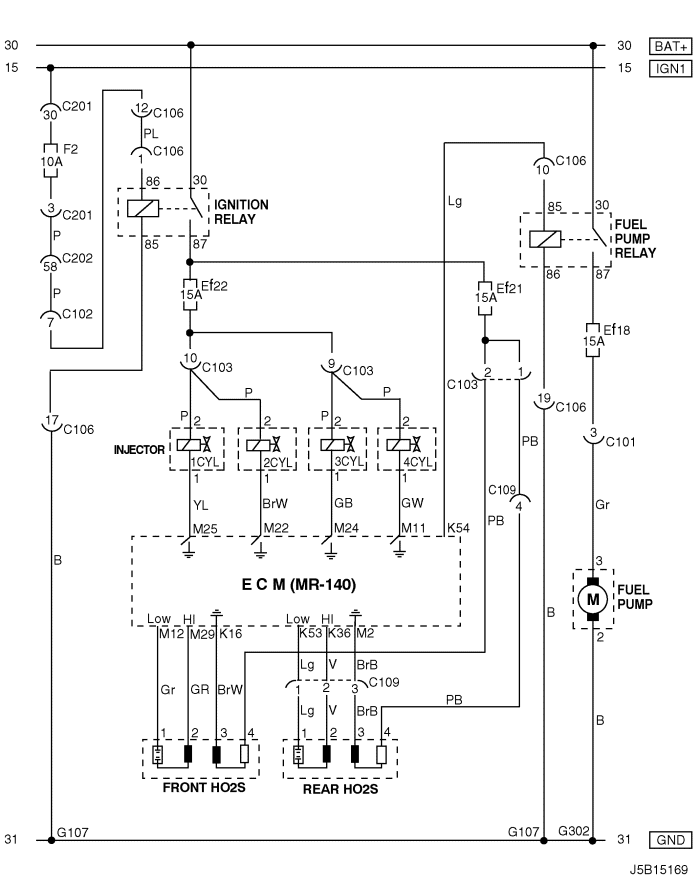 30 30 BAT+
15 15 IGN1
C201
30
12
C106
F2
10A
PL
C106
1
C106
10
86
30
IGNITION
RELAY
Lg
3
C201
P
85
87
85
30
FUEL
PUMP
RELAY
C202
58
86
87
P
Ef22
15A
Ef21
15A
C102
7
Ef18
15A
10
C103
9
C103
2
1
C103
P
P
19
C106
17
C106
P
2
2
P
2
2
3
C101
PB
INJECTOR
1CYL
2CYL
3CYL
4CYL
1
1
1
1
C109
4
YL
BrW
GB
GW
PB
Gr
M25
M22
M24
M11
K54
B
3
E C M (MR-140)
M
FUEL
PUMP
B
Low
HI
Low
HI
M12
M29
K16
K53
K36
M2
2
Lg
V
BrB
C109
1
2
3
Gr
GR
BrW
Lg
V
BrB
PB
B
1
2
3
4
1
2
3
4
FRONT HO2S
REAR HO2S
31
G107
G107
G302
31 GND
J5B15169